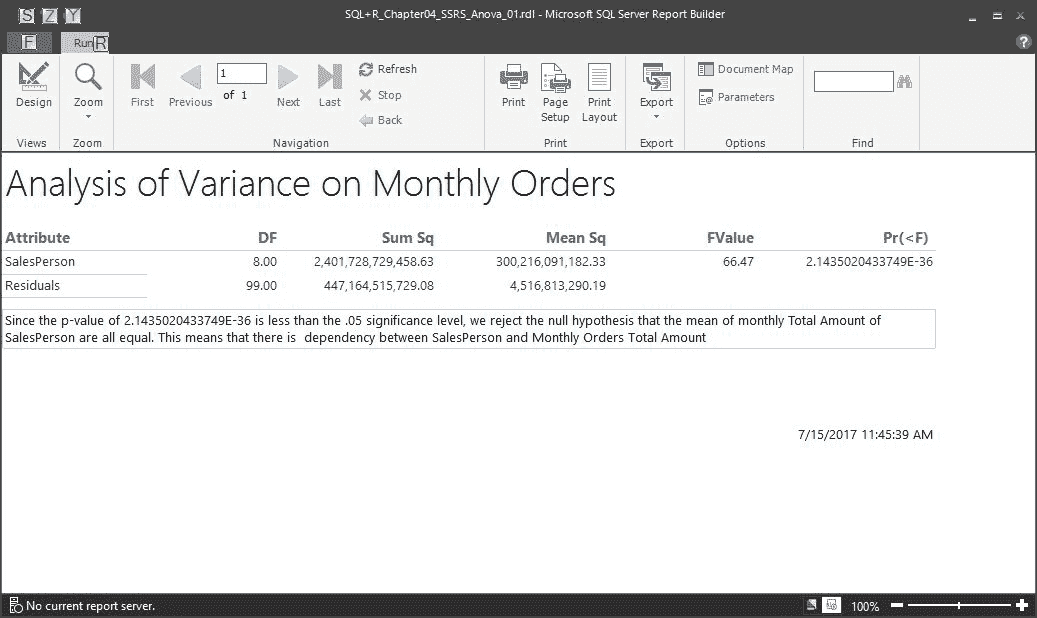 S Z Y
SQL+R_Chapter04_SSRS_Anova_01.rdl - Microsoft SQL Server Report Builder
F
Run R
?
Design
Zoom
First
Previous
1
of 1
Next
Last
Refresh
Stop
Back
Print
Page Setup
Print Layout
Export
Document Map
Parameters
Views
Zoom
Navigation
Print
Export
Options
Find
Analysis of Variance on Monthly Orders
Attribute DF Sum Sq Mean Sq FValue Pr(<F)
SalesPerson 8.00 2,401,728,729,458.63 300,216,091,182.33 66.47 2.1435020433749E-36
Residuals 99.00 447,164,515,729.08 4,516,813,290.19
Since the p-value of 2.1435020433749E-36 is less than the .05 significance level, we reject the null hypothesis that the mean of monthly Total Amount of
SalesPerson are all equal. This means that there is  dependency between SalesPerson and Monthly Orders Total Amount
7/15/2017 11:45:39 AM
No current report server.
100%